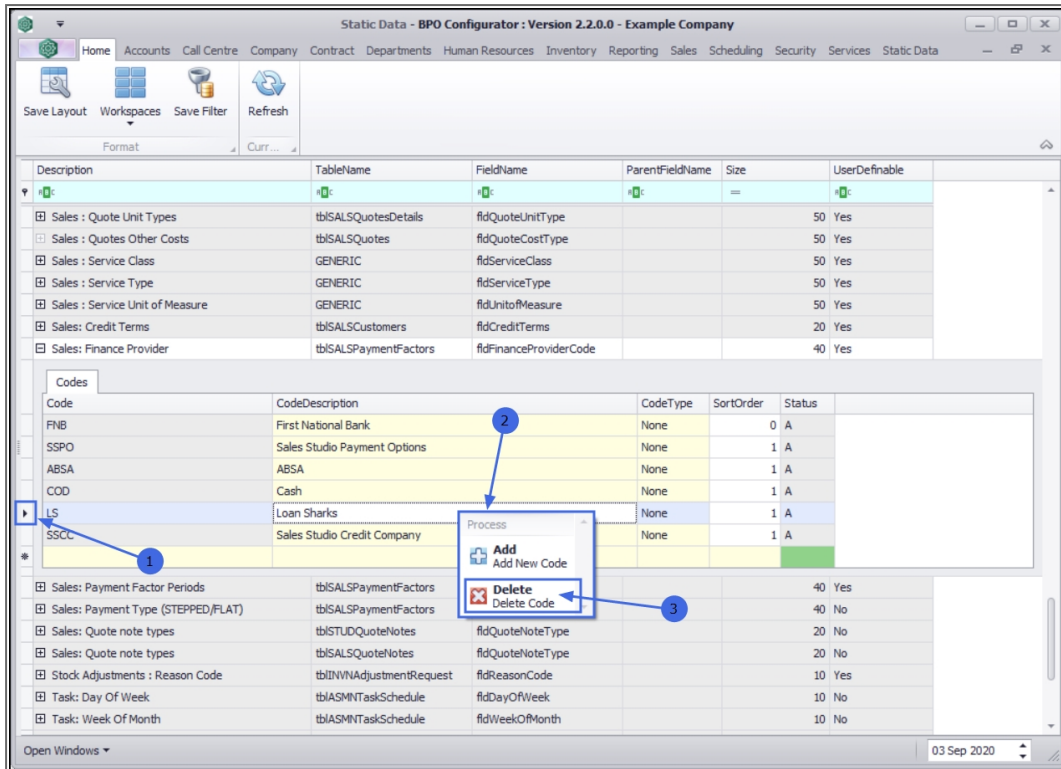 Static Data - BPO Configurator : Version 2.2.0.0 - Example Company
Home Accounts Call Centre Company Contract Departments Human Resources Inventory Reporting Sales Scheduling Security Services Static Data
Save Layout Workspaces Save Filter Refresh
Format Curr...
Description TableName FieldName ParentFieldName Size UserDefinable
Sales : Quote Unit Types tblSALSQuotesDetails fldQuoteUnitType 50 Yes
Sales : Quotes Other Costs tblSALSQuotes fldQuoteCostType 50 Yes
Sales : Service Class GENERIC fldServiceClass 50 Yes
Sales : Service Type GENERIC fldServiceType 50 Yes
Sales : Service Unit of Measure GENERIC fldUnitofMeasure 50 Yes
Sales: Credit Terms tblSALSCustomers fldCreditTerms 20 Yes
Sales: Finance Provider tblSALSPaymentFactors fldFinanceProviderCode 40 Yes
Codes
Code CodeDescription CodeType SortOrder Status
FNB First National Bank None 0 A
2
SSPO Sales Studio Payment Options None 1 A
ABSA ABSA None 1 A
COD Cash None 1 A
LS Loan Sharks None 1 A
Process
SSCC Sales Studio Credit Company None 1 A
1
Add
Add New Code
Delete
Delete Code
3
Sales: Payment Factor Periods tblSALSPaymentFactors 40 Yes
Sales: Payment Type (STEPPED/FLAT) tblSALSPaymentFactors 40 No
Sales: Quote note types tblSTUDQuoteNotes fldQuoteNoteType 20 No
Sales: Quote note types tblSALSQuoteNotes fldQuoteNoteType 20 No
Stock Adjustments : Reason Code tblINVNAdjustmentRequest fldReasonCode 10 Yes
Task: Day Of Week tblASMNTaskSchedule fldDayOfWeek 10 No
Task: Week Of Month tblASMNTaskSchedule fldWeekOfMonth 10 No
Open Windows 03 Sep 2020